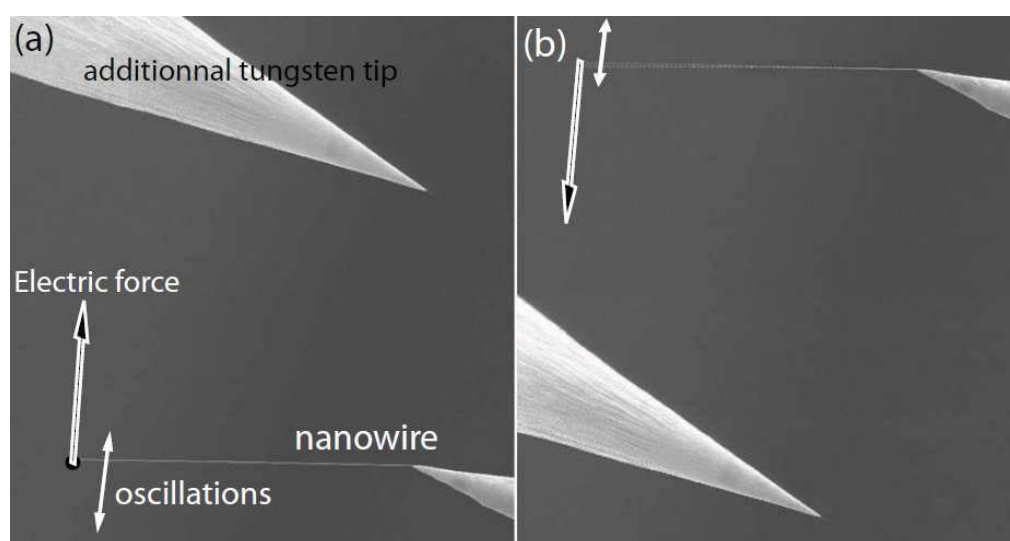 (a)
additionnal tungsten tip
Electric force
nanowire
oscillations
(b)